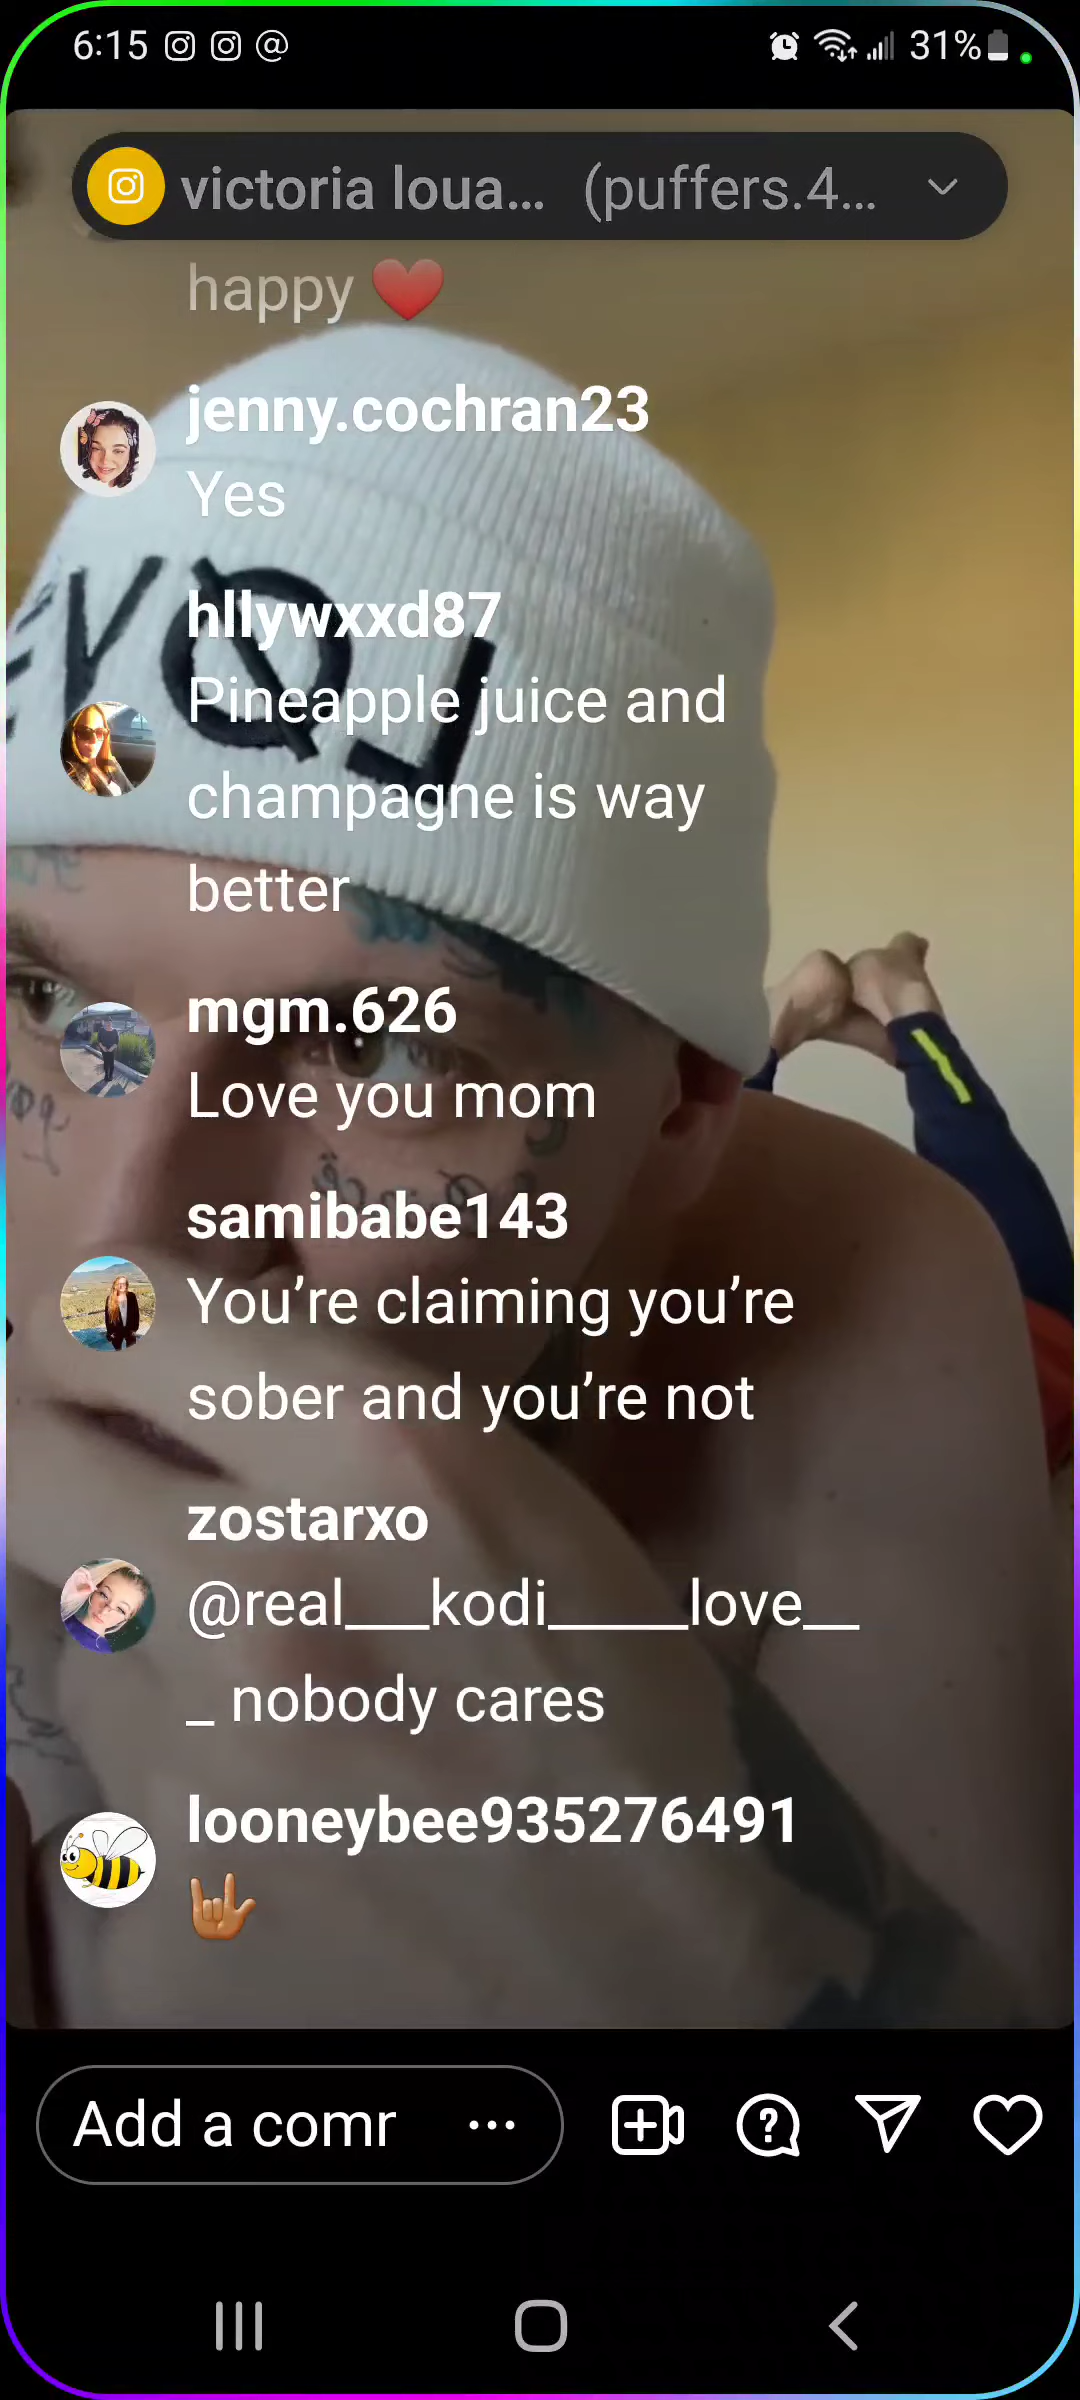 6:15 31%
victoria loua... (puffers.4...
happy ❤️
jenny.cochran23
Yes
hllywxxd87
Pineapple juice and
champagne is way
better
mgm.626
Love you mom
samibabe143
You’re claiming you’re
sober and you’re not
zostarxo
@real___kodi_____love__
_ nobody cares
looneybee935276491
🤟🏾
Add a comr ...